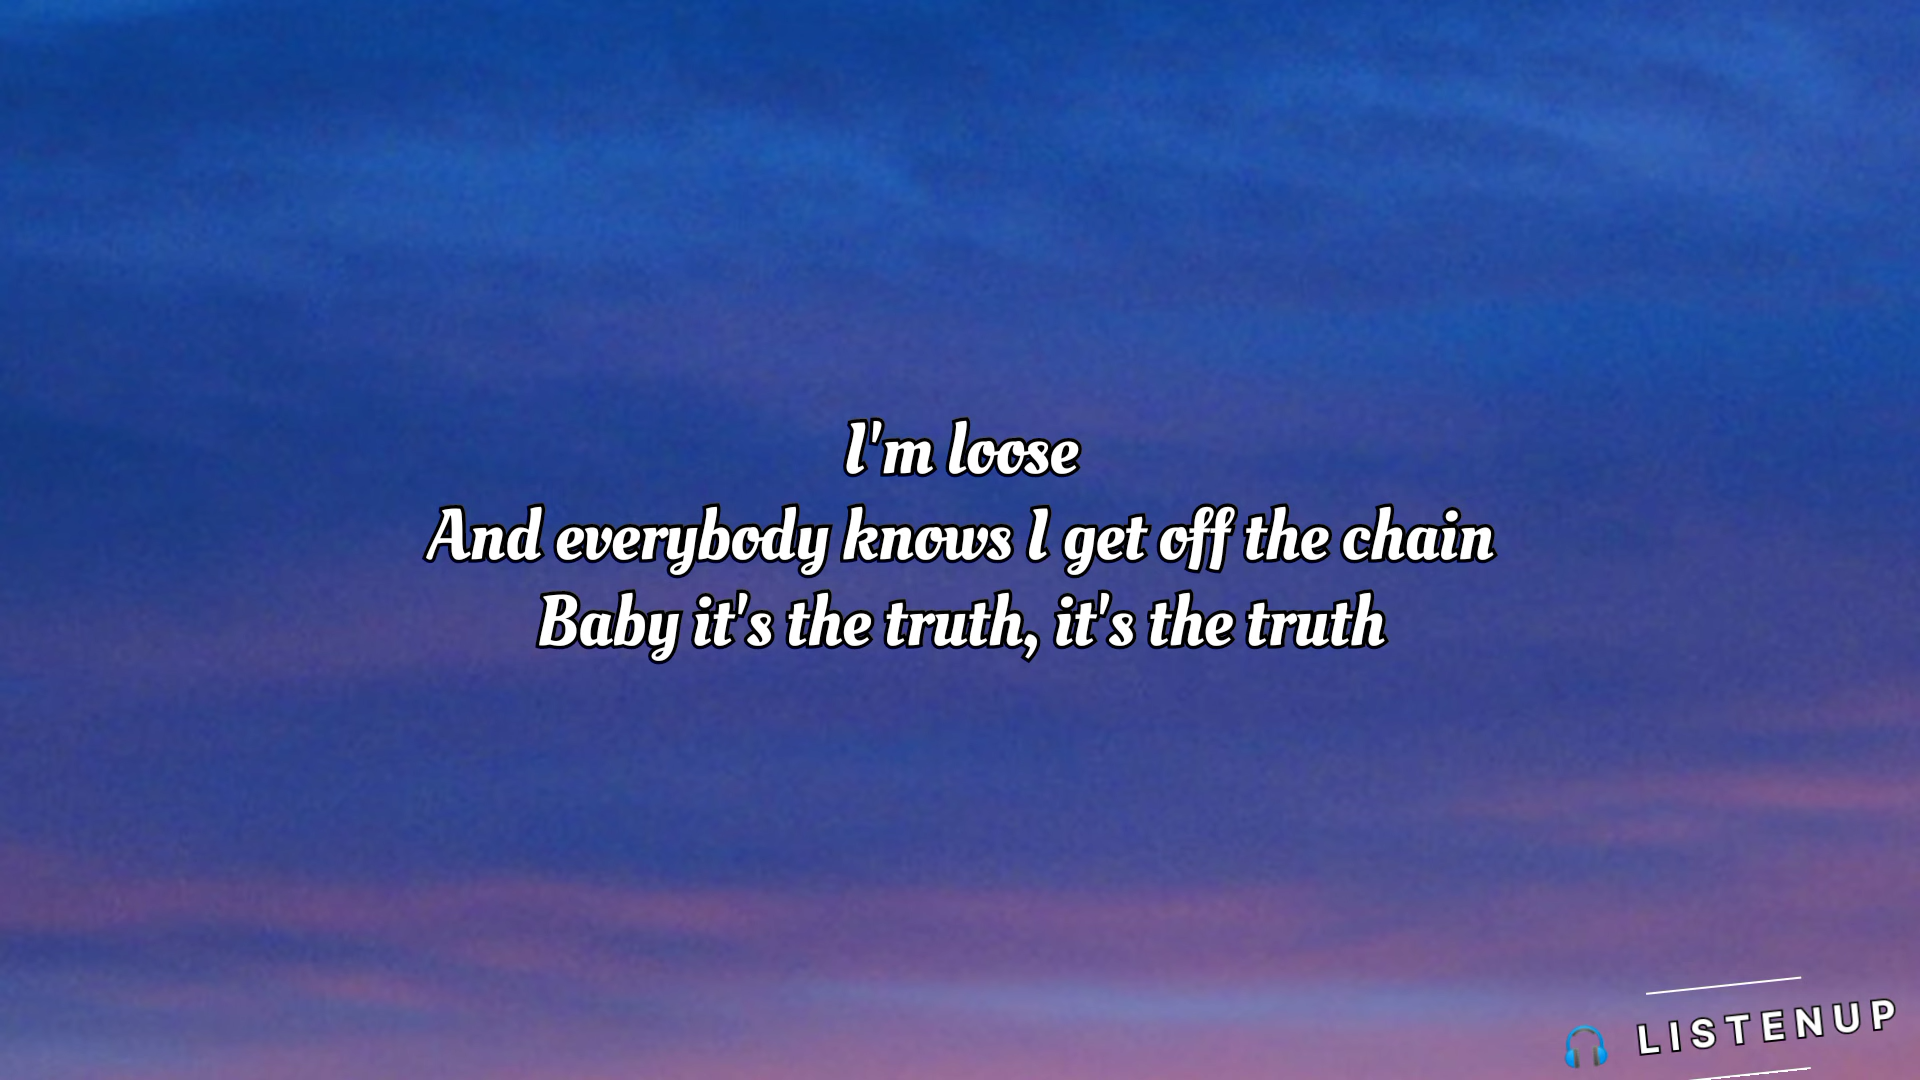 I'm loose
And everybody knows I get off the chain
Baby it's the truth, it's the truth
🎧 LISTENUP